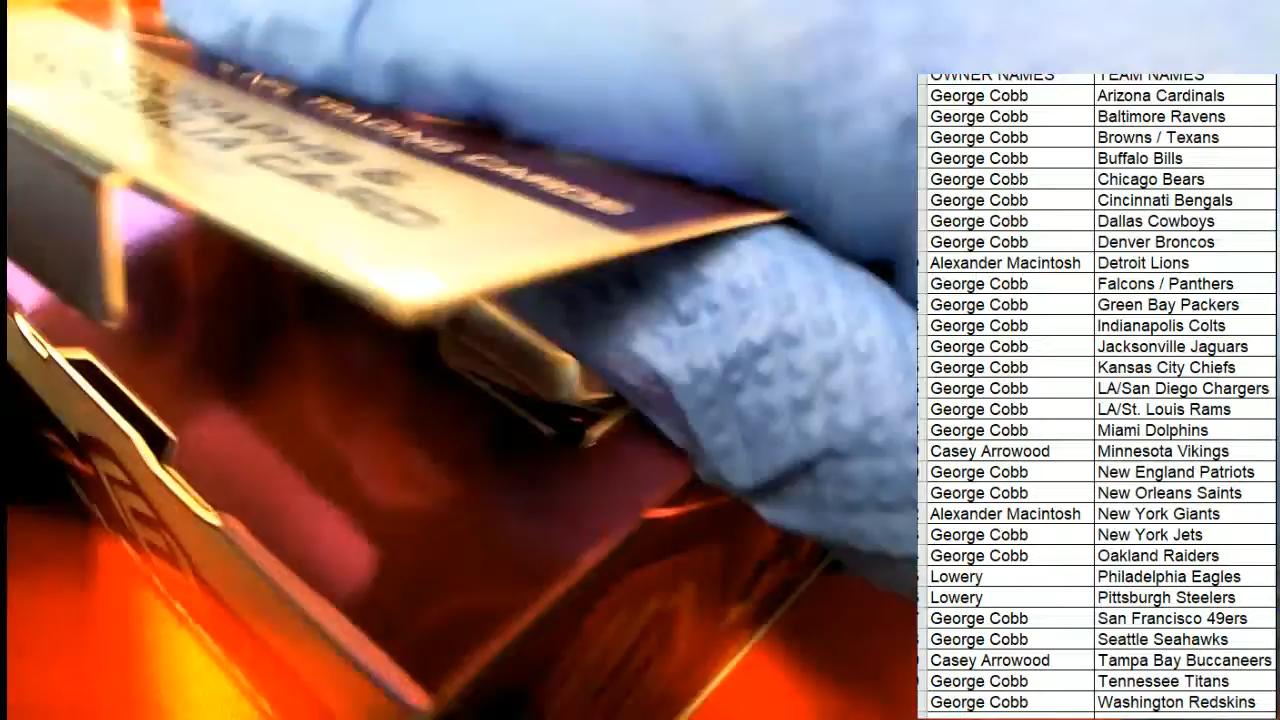 NFL TRADING CARDS
OWNER NAMES TEAM NAMES
George Cobb Arizona Cardinals
George Cobb Baltimore Ravens
George Cobb Browns / Texans
George Cobb Buffalo Bills
George Cobb Chicago Bears
George Cobb Cincinnati Bengals
George Cobb Dallas Cowboys
George Cobb Denver Broncos
Alexander Macintosh Detroit Lions
George Cobb Falcons / Panthers
George Cobb Green Bay Packers
George Cobb Indianapolis Colts
George Cobb Jacksonville Jaguars
George Cobb Kansas City Chiefs
George Cobb LA/San Diego Chargers
George Cobb LA/St. Louis Rams
George Cobb Miami Dolphins
Casey Arrowood Minnesota Vikings
George Cobb New England Patriots
George Cobb New Orleans Saints
Alexander Macintosh New York Giants
George Cobb New York Jets
George Cobb Oakland Raiders
Lowery Philadelphia Eagles
Lowery Pittsburgh Steelers
George Cobb San Francisco 49ers
George Cobb Seattle Seahawks
Casey Arrowood Tampa Bay Buccaneers
George Cobb Tennessee Titans
George Cobb Washington Redskins